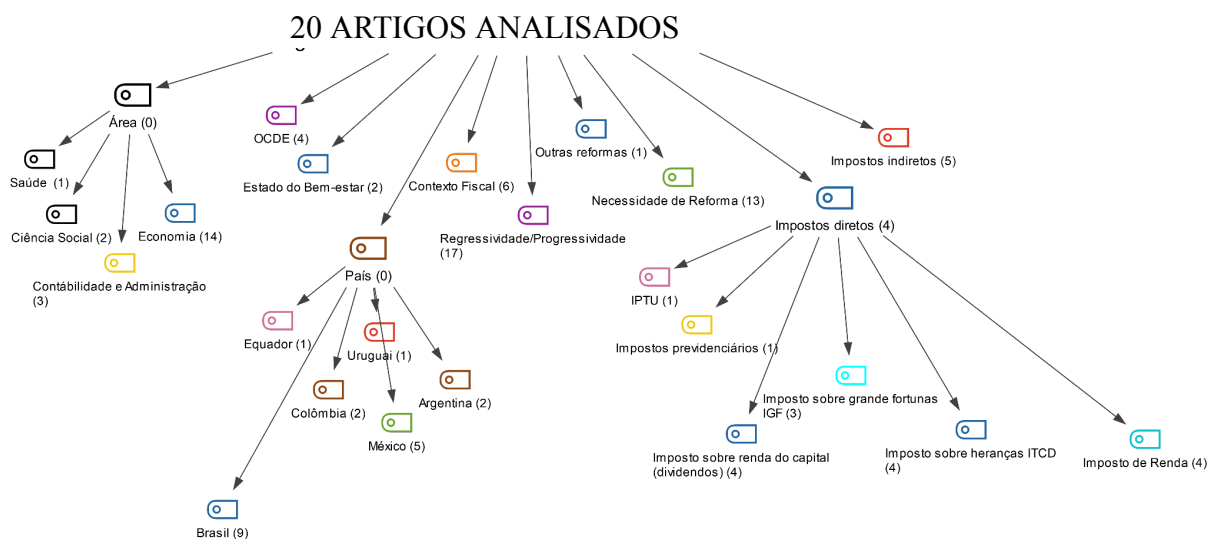 20 ARTIGOS ANALISADOS
Área (0)
Saúde (1)
Ciência Social (2)
Economia (14)
Contábilidade e Administração
(3)
OCDE (4)
Estado do Bem-estar (2)
País (0)
Equador (1)
Uruguai (1)
Colômbia (2)
Argentina (2)
México (5)
Brasil (9)
Contexto Fiscal (6)
Regressividade/Progressividade
(17)
Outras reformas (1)
Necessidade de Reforma (13)
Impostos diretos (4)
IPTU (1)
Impostos previdenciários (1)
Imposto sobre grande fortunas
IGF (3)
Imposto sobre renda do capital
(dividendos) (4)
Imposto sobre heranças ITCD
(4)
Imposto de Renda (4)
Impostos indiretos (5)